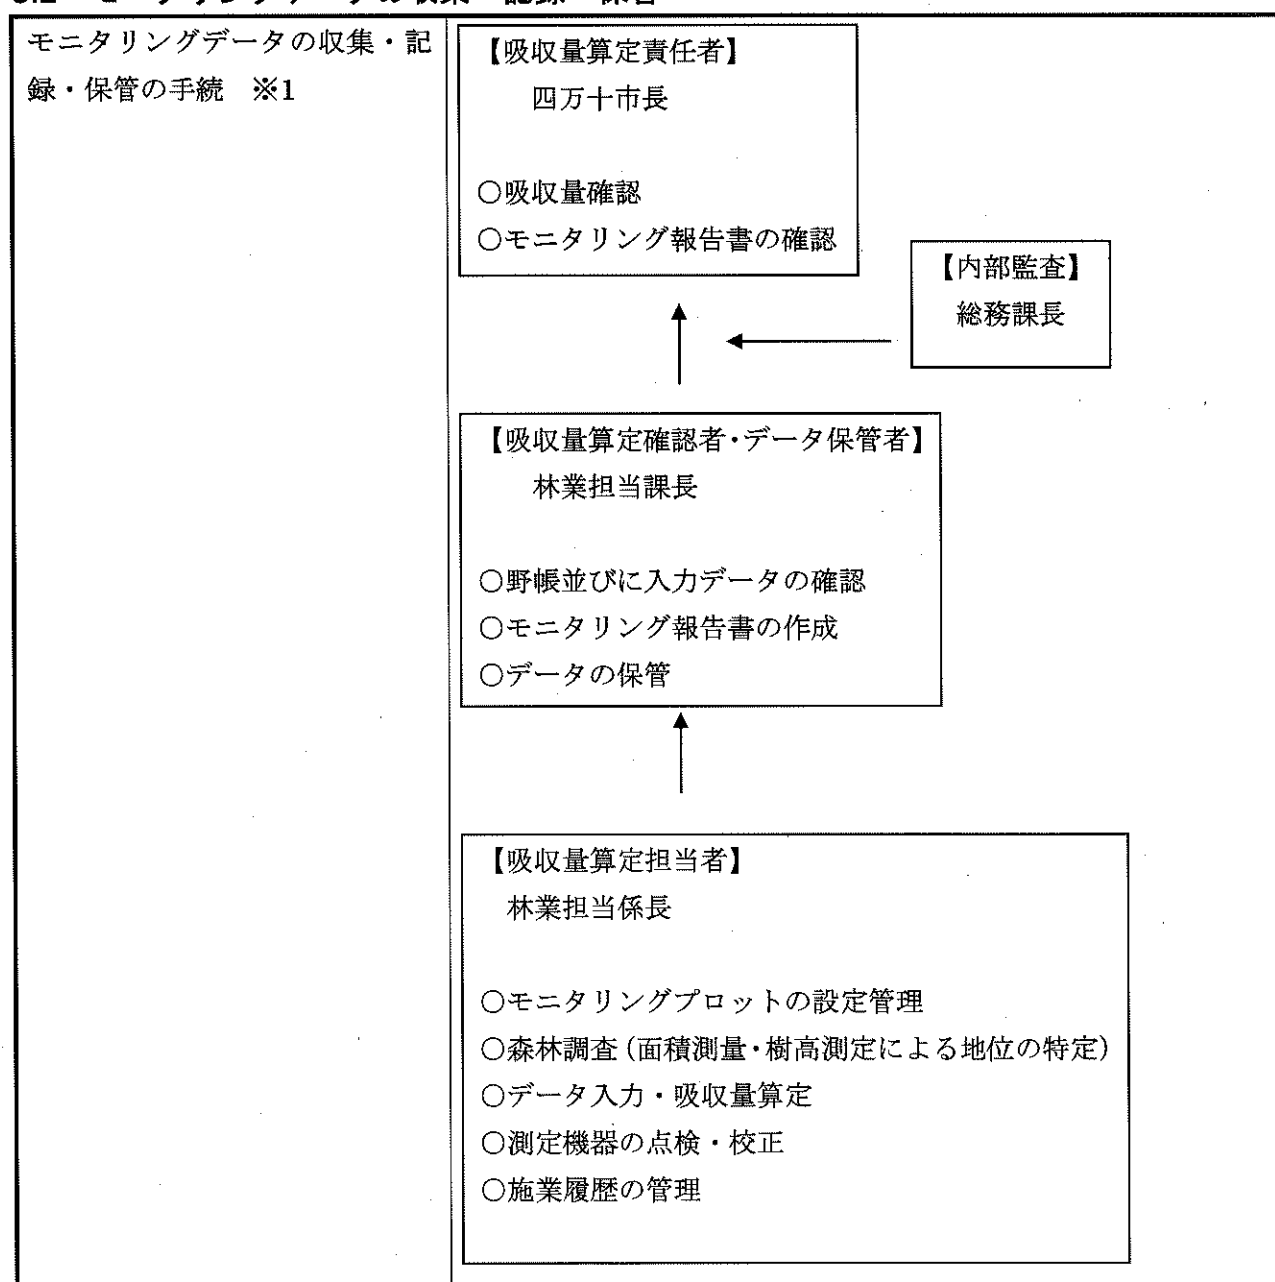 モニタリングデータの収集・記
録・保管の手続　※1
【吸収量算定責任者】
四万十市長
○吸収量確認
○モニタリング報告書の確認
【内部監査】
総務課長
【吸収量算定確認者・データ保管者】
林業担当課長
○野帳並びに入力データの確認
○モニタリング報告書の作成
○データの保管
【吸収量算定担当者】
林業担当係長
○モニタリングプロットの設定管理
○森林調査（面積測量・樹高測定による地位の特定）
○データ入力・吸収量算定
○測定機器の点検・校正
○施業履歴の管理